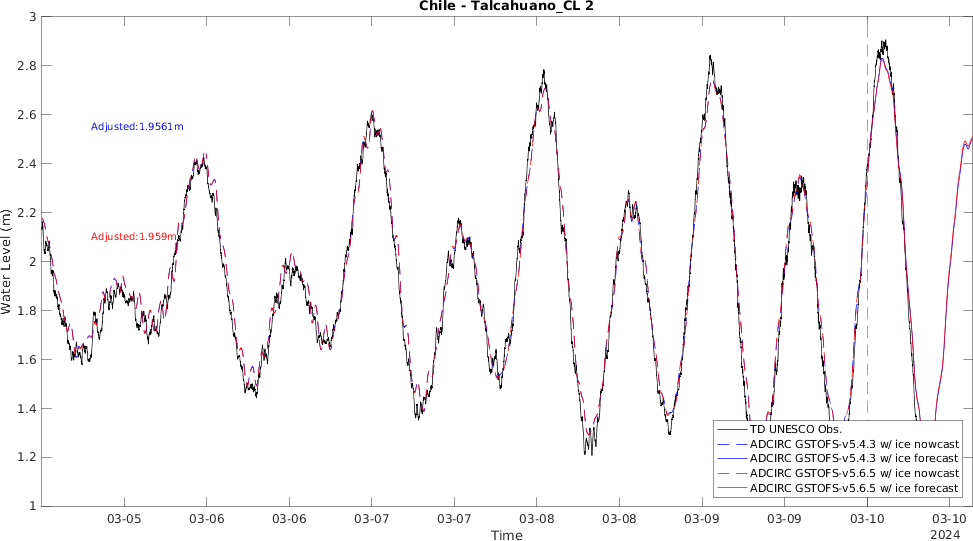 Chile - Talcahuano_CL 2
3
2.8
2.6
2.4
2.2
2
1.8
1.6
1.4
1.2
1
Water Level (m)
Adjusted:1.9561m
Adjusted:1.959m
TD UNESCO Obs.
ADCIRC GSTOFS-v5.4.3 w/ ice nowcast
ADCIRC GSTOFS-v5.4.3 w/ ice forecast
ADCIRC GSTOFS-v5.6.5 w/ ice nowcast
ADCIRC GSTOFS-v5.6.5 w/ ice forecast
03-05 03-06 03-06 03-07 03-07 03-08 03-08 03-09 03-09 03-10 03-10
2024
Time